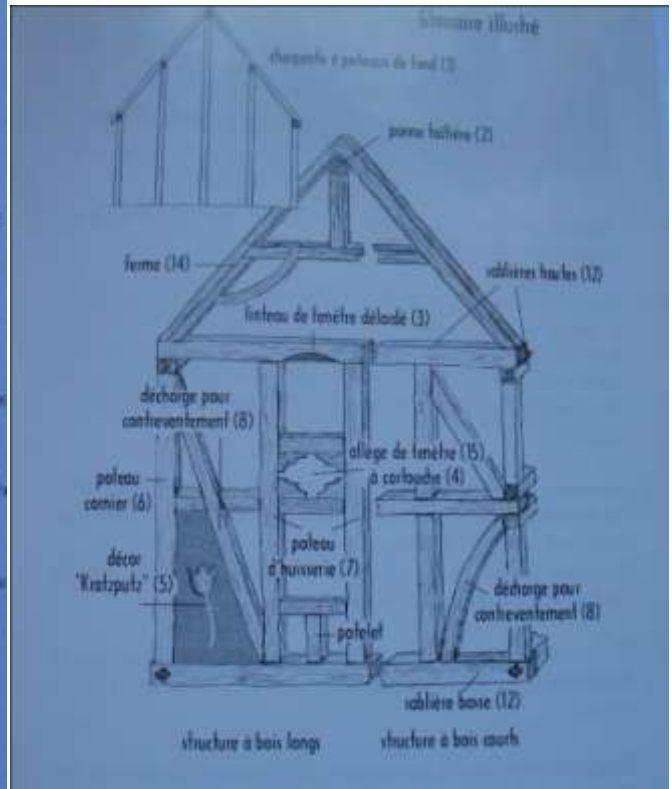 illustré
charpente à poteaux de fond (1)
panne faîtière (2)
ferme (14)
sablières hautes (12)
linteau de fenêtre délardé (3)
décharge pour
contreventement (8)
allège de fenêtre (15)
à cartouche (4)
poteau
cornier (6)
poteau
d'huisserie (7)
décor
"Kratzputz" (5)
décharge pour
contreventement (8)
potelet
sablière basse (12)
structure à bois longs
structure à bois courts